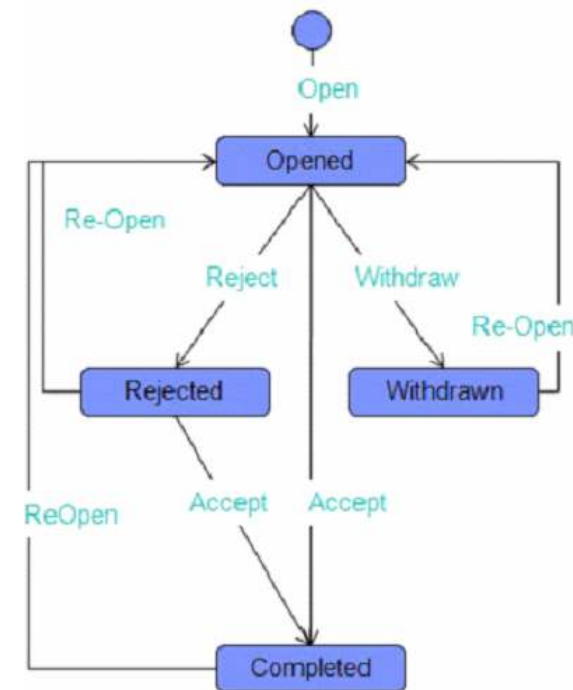 Open
Opened
Re-Open
Reject
Withdraw
Re-Open
Rejected
Withdrawn
ReOpen
Accept
Accept
Completed